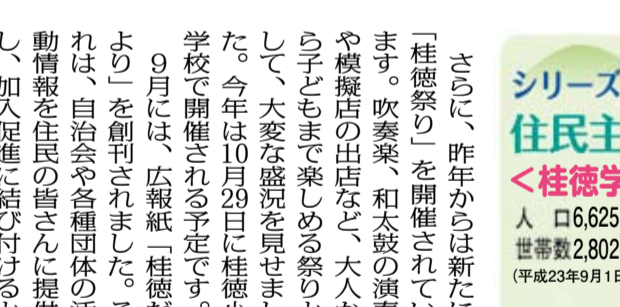 シリーズ
住民主
＜桂徳学
人　口6,625
世帯数2,802
(平成23年9月1日
さらに、昨年からは新たに
「桂徳祭り」を開催されてい
ます。吹奏楽、和太鼓の演奏
や模擬店の出店など、大人か
ら子どもまで楽しめる祭りと
して、大変な盛況を見せまし
た。今年は10月29日に桂徳小
学校で開催される予定です。
９月には、広報紙「桂徳だ
より」を創刊されました。こ
れは、自治会や各種団体の活
動情報を住民の皆さんに提供
し、加入促進に結び付けると